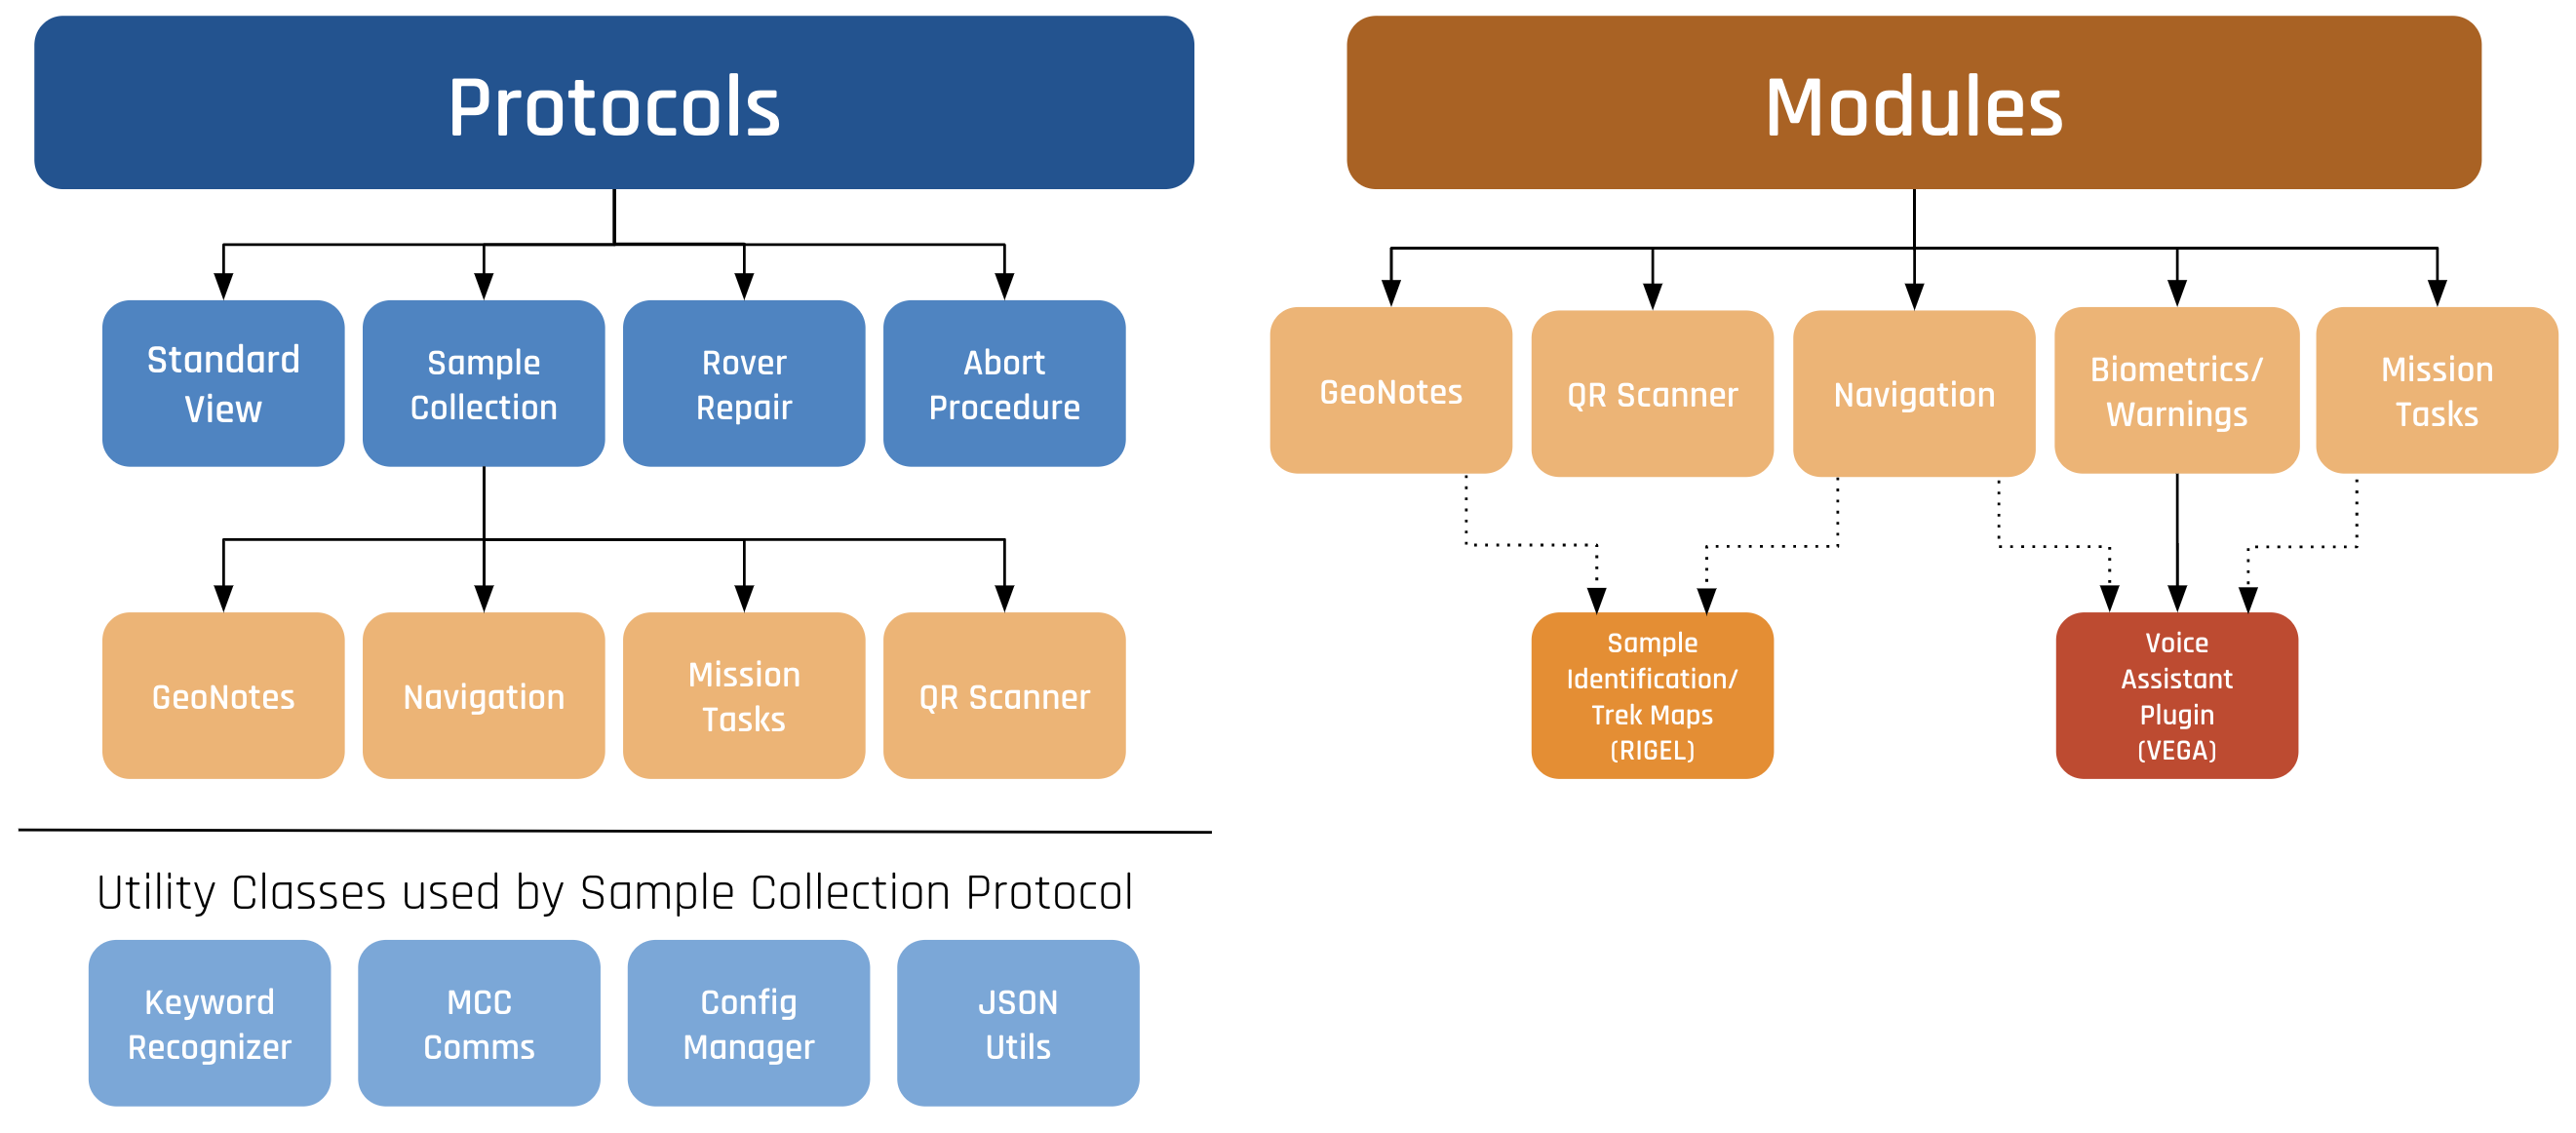 Protocols
Standard
View
Sample
Collection
Rover
Repair
Abort
Procedure
GeoNotes
Navigation
Mission
Tasks
QR Scanner
Utility Classes used by Sample Collection Protocol
Keyword
Recognizer
MCC
Comms
Config
Manager
JSON
Utils
Modules
GeoNotes
QR Scanner
Navigation
Biometrics/
Warnings
Mission
Tasks
Sample
Identification/
Trek Maps
(RIGEL)
Voice
Assistant
Plugin
(VEGA)